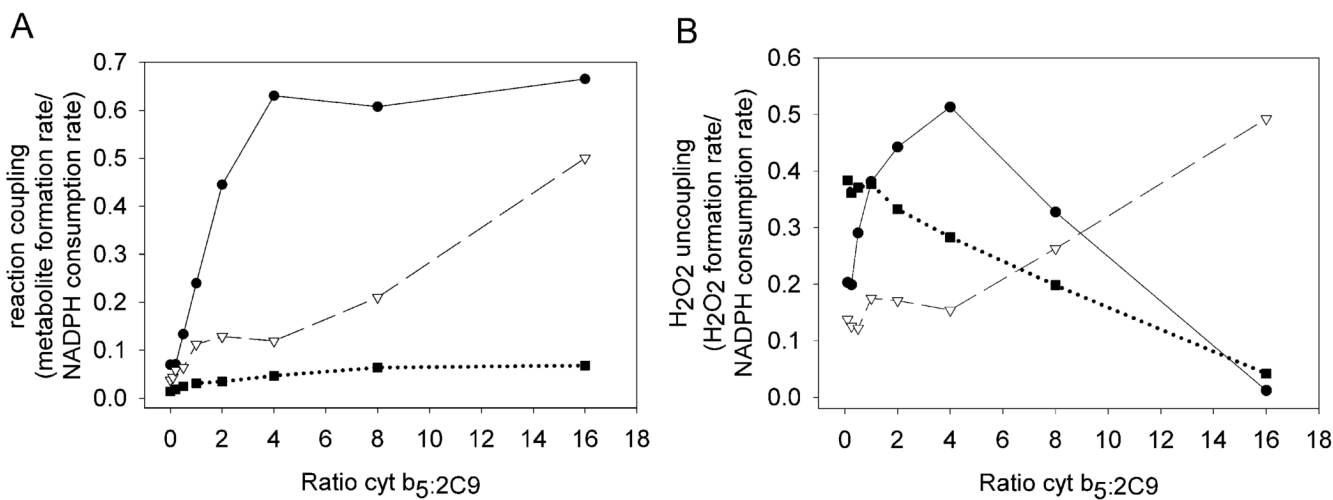 A
reaction coupling
(metabolite formation rate/
NADPH consumption rate)
0.7
0.6
0.5
0.4
0.3
0.2
0.1
0.0
0 2 4 6 8 10 12 14 16 18
Ratio cyt b5:2C9
B
H2O2 uncoupling
(H2O2 formation rate/
NADPH consumption rate)
0.6
0.5
0.4
0.3
0.2
0.1
0.0
0 2 4 6 8 10 12 14 16 18
Ratio cyt b5:2C9